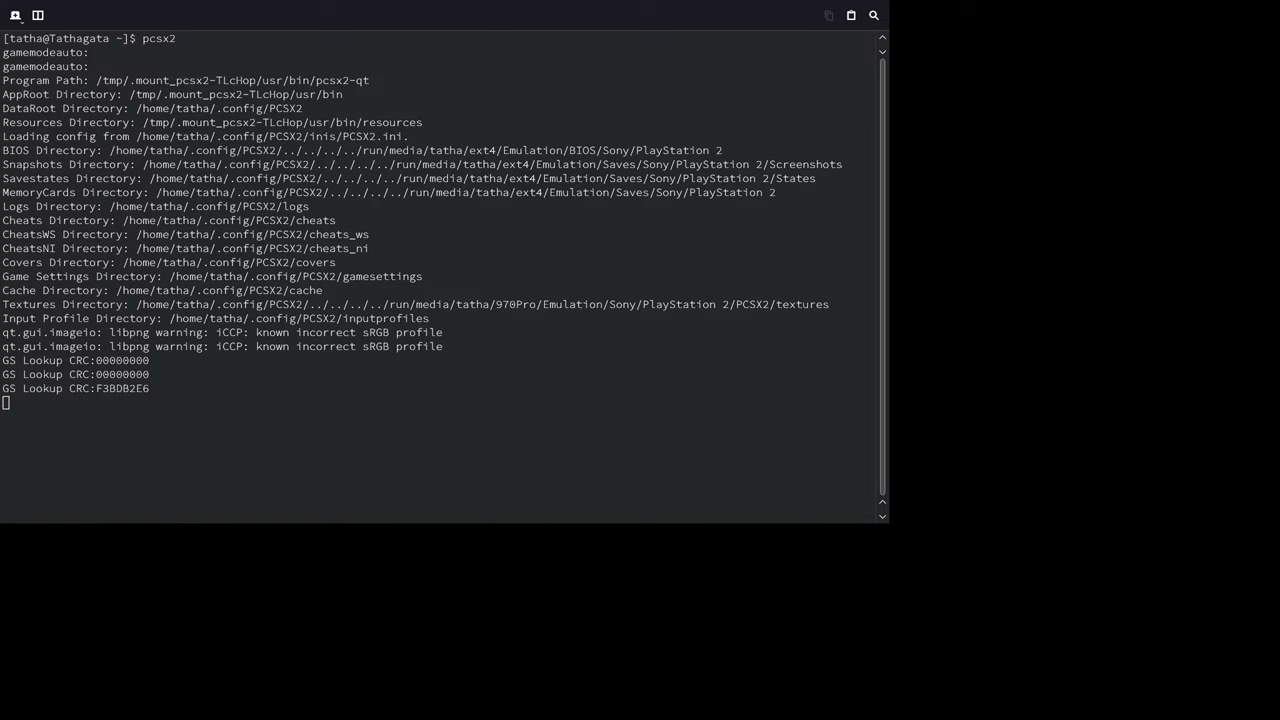 [tatha@Tathagata ~]$ pcsx2
gamemodeauto:
gamemodeauto:
Program Path: /tmp/.mount_pcsx2-TLcHop/usr/bin/pcsx2-qt
AppRoot Directory: /tmp/.mount_pcsx2-TLcHop/usr/bin
DataRoot Directory: /home/tatha/.config/PCSX2
Resources Directory: /tmp/.mount_pcsx2-TLcHop/usr/bin/resources
Loading config from /home/tatha/.config/PCSX2/inis/PCSX2.ini.
BIOS Directory: /home/tatha/.config/PCSX2/../../../../run/media/tatha/ext4/Emulation/BIOS/Sony/PlayStation 2
Snapshots Directory: /home/tatha/.config/PCSX2/../../../../run/media/tatha/ext4/Emulation/Saves/Sony/PlayStation 2/Screenshots
Savestates Directory: /home/tatha/.config/PCSX2/../../../../run/media/tatha/ext4/Emulation/Saves/Sony/PlayStation 2/States
MemoryCards Directory: /home/tatha/.config/PCSX2/../../../../run/media/tatha/ext4/Emulation/Saves/Sony/PlayStation 2
Logs Directory: /home/tatha/.config/PCSX2/logs
Cheats Directory: /home/tatha/.config/PCSX2/cheats
CheatsWS Directory: /home/tatha/.config/PCSX2/cheats_ws
CheatsNI Directory: /home/tatha/.config/PCSX2/cheats_ni
Covers Directory: /home/tatha/.config/PCSX2/covers
Game Settings Directory: /home/tatha/.config/PCSX2/gamesettings
Cache Directory: /home/tatha/.config/PCSX2/cache
Textures Directory: /home/tatha/.config/PCSX2/../../../../run/media/tatha/970Pro/Emulation/Sony/PlayStation 2/PCSX2/textures
Input Profile Directory: /home/tatha/.config/PCSX2/inputprofiles
qt.gui.imageio: libpng warning: iCCP: known incorrect sRGB profile
qt.gui.imageio: libpng warning: iCCP: known incorrect sRGB profile
GS Lookup CRC:00000000
GS Lookup CRC:00000000
GS Lookup CRC:F3BDB2E6